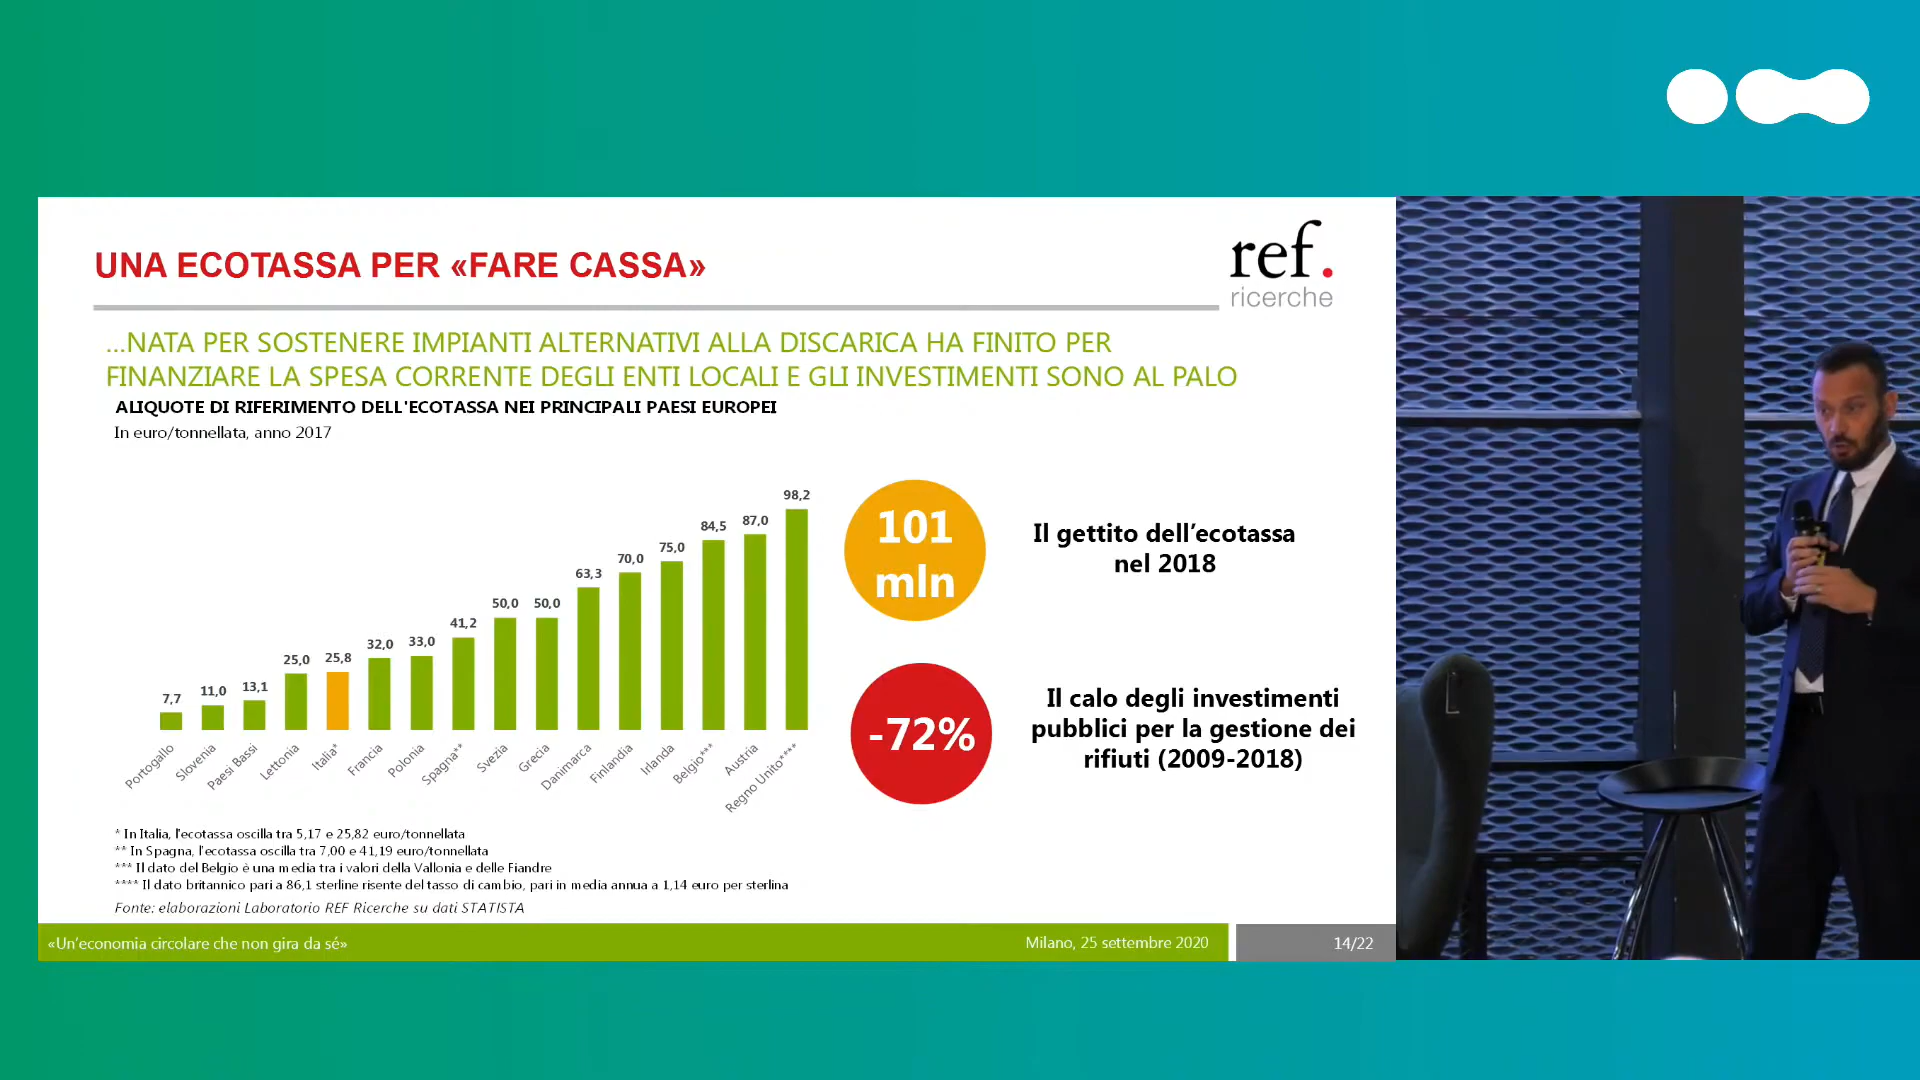 UNA ECOTASSA PER «FARE CASSA»
ref.
ricerche
...NATA PER SOSTENERE IMPIANTI ALTERNATIVI ALLA DISCARICA HA FINITO PER
FINANZIARE LA SPESA CORRENTE DEGLI ENTI LOCALI E GLI INVESTIMENTI SONO AL PALO
ALIQUOTE DI RIFERIMENTO DELL'ECOTASSA NEI PRINCIPALI PAESI EUROPEI
In euro/tonnellata, anno 2017
7,7
11,0
13,1
25,0
25,8
32,0
33,0
41,2
50,0
50,0
63,3
70,0
75,0
84,5
87,0
98,2
Portogallo
Slovenia
Paesi Bassi
Lettonia
Italia*
Francia
Polonia
Spagna**
Svezia
Grecia
Danimarca
Finlandia
Irlanda
Belgio***
Austria
Regno Unito****
101
mln
Il gettito dell’ecotassa
nel 2018
-72%
Il calo degli investimenti
pubblici per la gestione dei
rifiuti (2009-2018)
* In Italia, l'ecotassa oscilla tra 5,17 e 25,82 euro/tonnellata
** In Spagna, l'ecotassa oscilla tra 7,00 e 41,19 euro/tonnellata
*** Il dato del Belgio è una media tra i valori della Vallonia e delle Fiandre
**** Il dato britannico pari a 86,1 sterline risente del tasso di cambio, pari in media annua a 1,14 euro per sterlina
Fonte: elaborazioni Laboratorio REF Ricerche su dati STATISTA
«Un’economia circolare che non gira da sé»
Milano, 25 settembre 2020
14/22